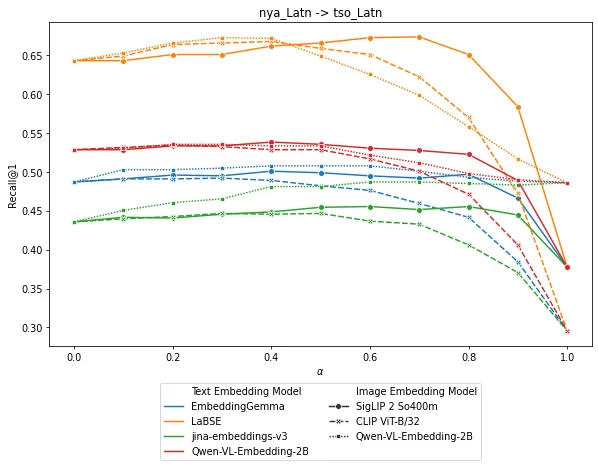 nya_Latn -> tso_Latn
Recall@1
0.65
0.60
0.55
0.50
0.45
0.40
0.35
0.30
0.0
0.2
0.4
0.6
0.8
1.0
α
Text Embedding Model
EmbeddingGemma
LaBSE
jina-embeddings-v3
Qwen-VL-Embedding-2B
Image Embedding Model
SigLIP 2 So400m
CLIP ViT-B/32
Qwen-VL-Embedding-2B